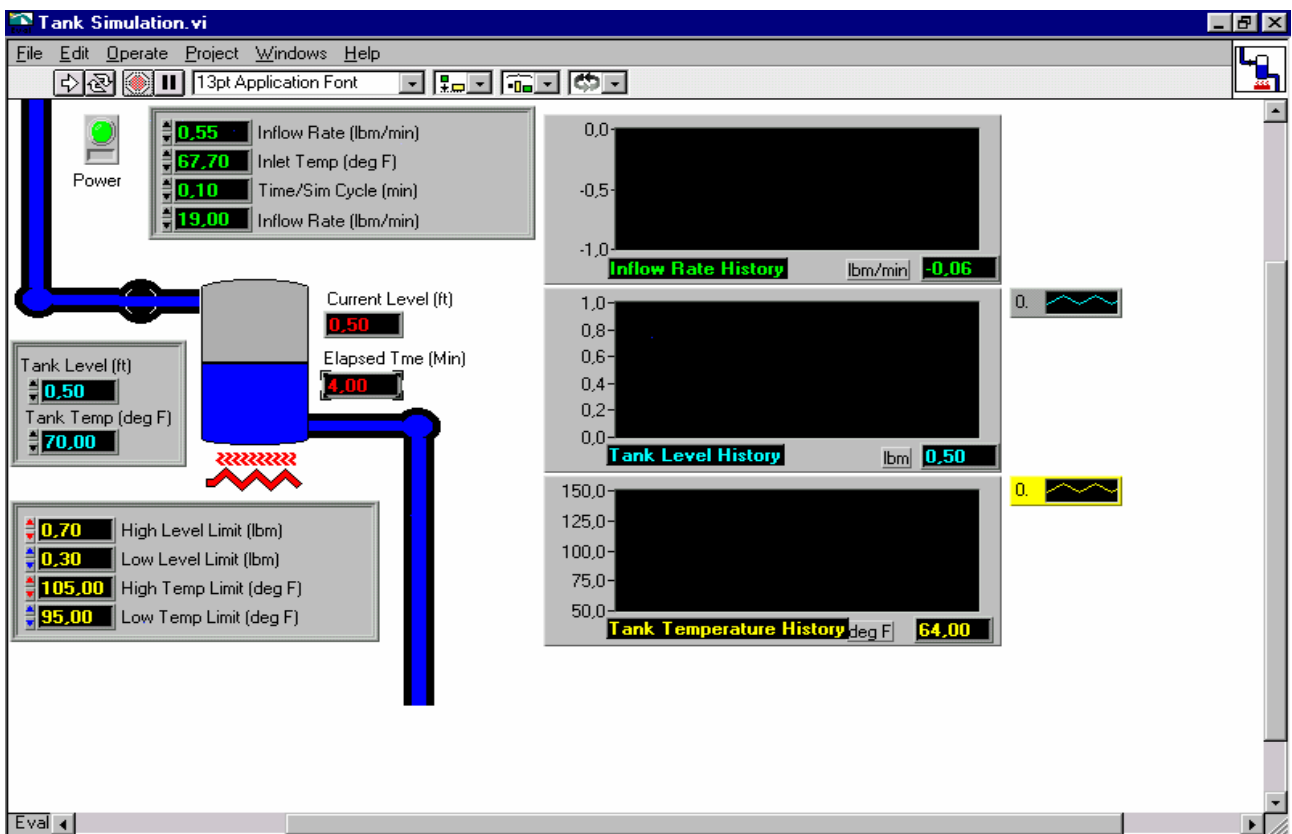 Tank Simulation.vi
File Edit Operate Project Windows Help
13pt Application Font
Power
0,55 Inflow Rate (lbm/min)
67,70 Inlet Temp (deg F)
0,10 Time/Sim Cycle (min)
19,00 Inflow Rate (lbm/min)
0,0
-0,5
-1,0
Inflow Rate History lbm/min -0,06
Current Level (ft)
0,50
Elapsed Tme (Min)
4,00
Tank Level (ft)
0,50
Tank Temp (deg F)
70,00
1,0
0,8
0,6
0,4
0,2
0,0
Tank Level History lbm 0,50
0.
0,70 High Level Limit (lbm)
0,30 Low Level Limit (lbm)
105,00 High Temp Limit (deg F)
95,00 Low Temp Limit (deg F)
150,0
125,0
100,0
75,0
50,0
Tank Temperature History deg F 64,00
0.
Eval